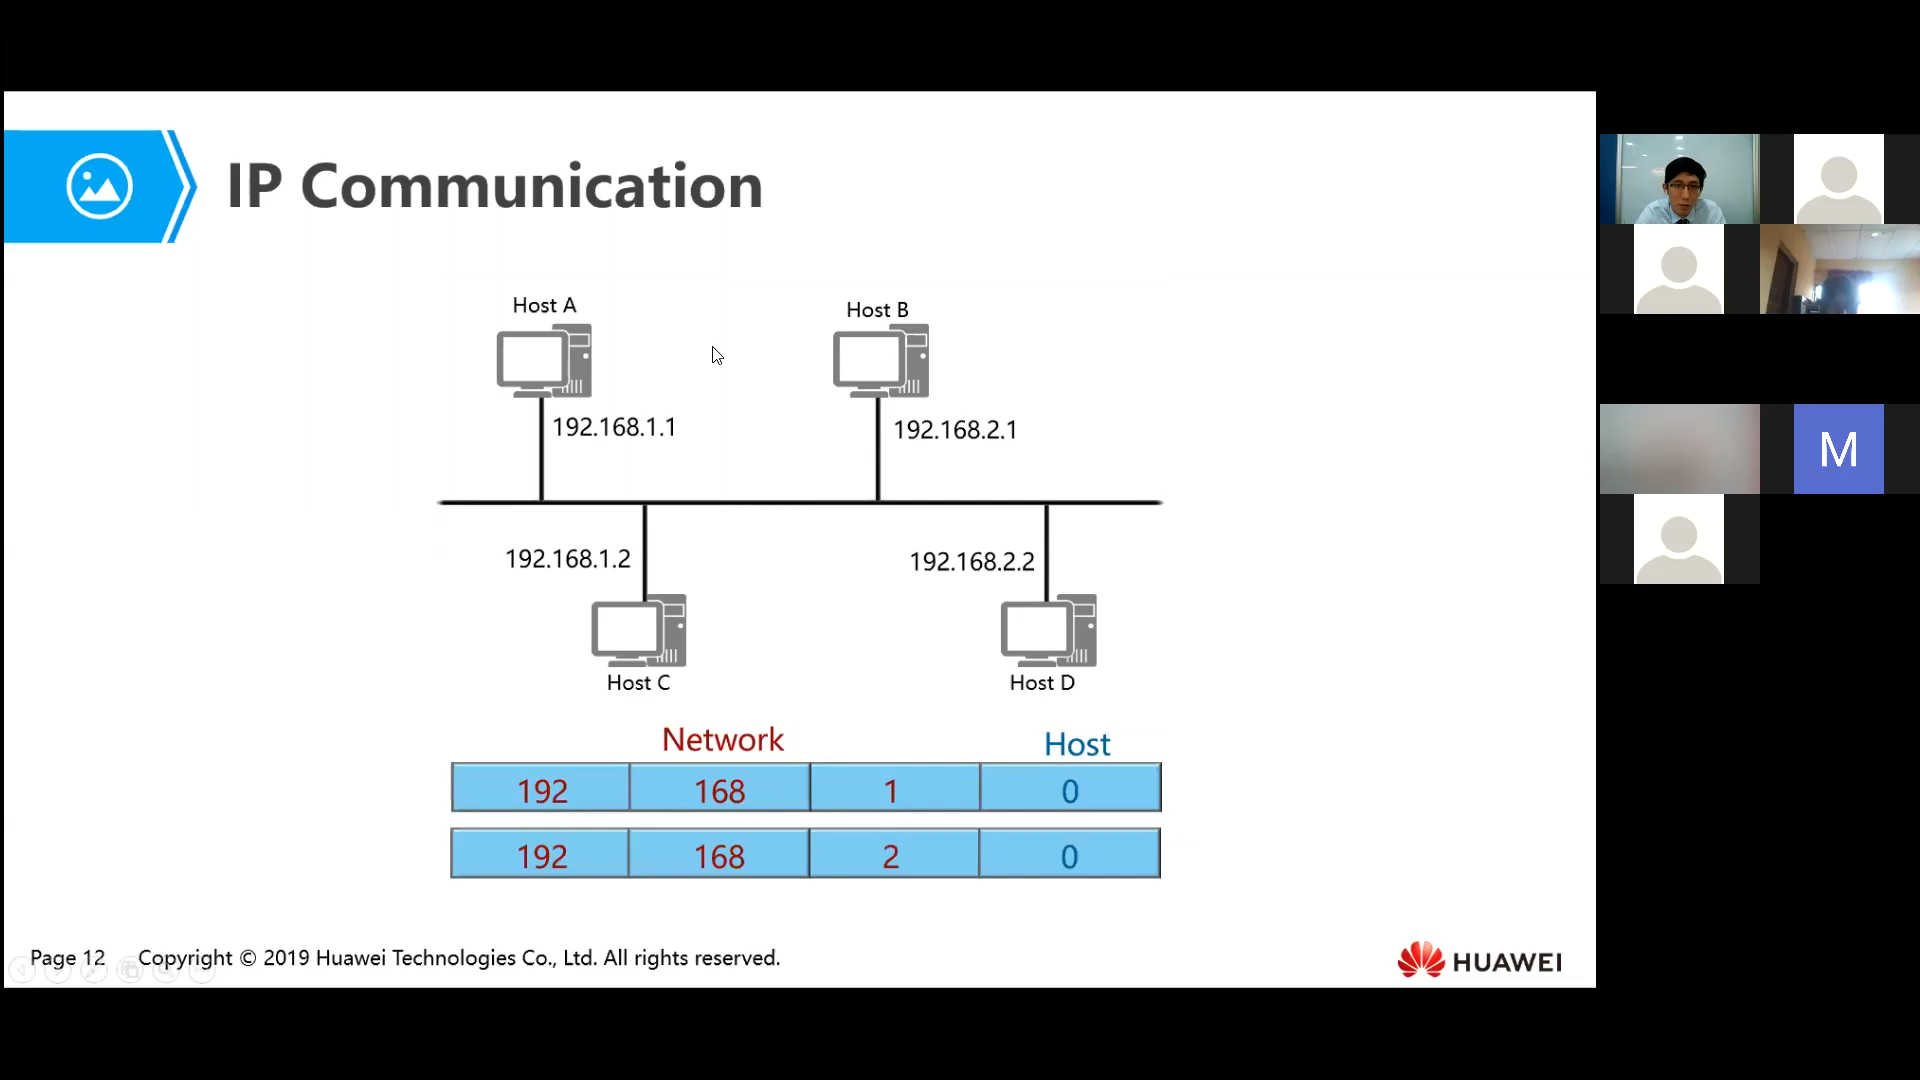 IP Communication
Host A
Host B
192.168.1.1
192.168.2.1
192.168.1.2
192.168.2.2
Host C
Host D
Network
Host
192 168 1 0
192 168 2 0
Page 12
Copyright © 2019 Huawei Technologies Co., Ltd. All rights reserved.
HUAWEI
M